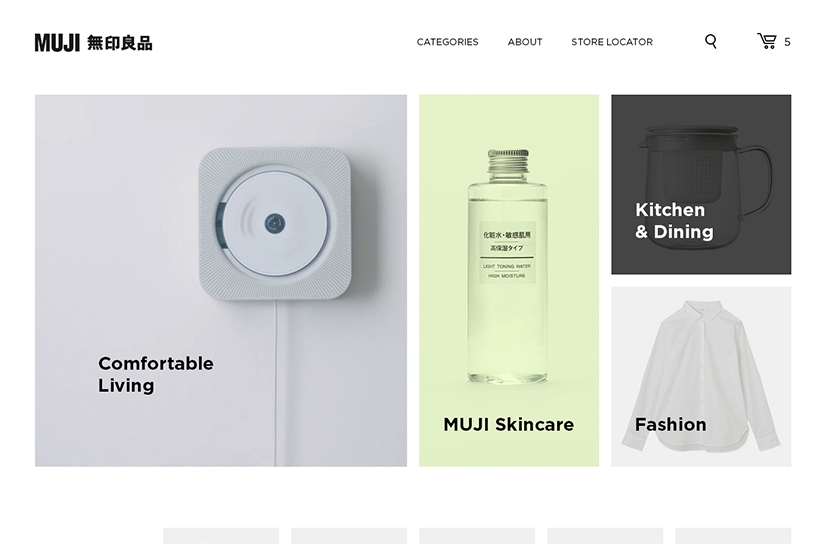 MUJI 無印良品
CATEGORIES
ABOUT
STORE LOCATOR
5
Comfortable
Living
化粧水・敏感肌用
高保湿タイプ
LIGHT TONING WATER
HIGH MOISTURE
MUJI Skincare
Kitchen
& Dining
Fashion